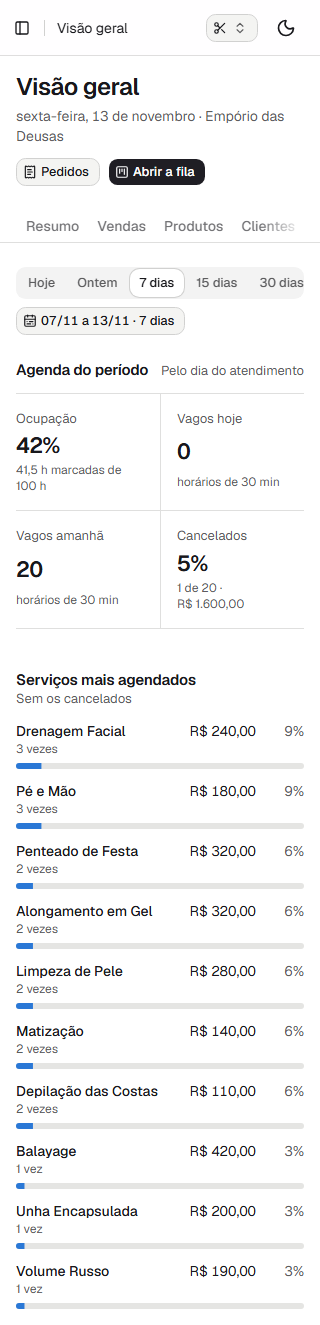 Visão geral
Visão geral
sexta-feira, 13 de novembro · Empório das
Deusas
Pedidos
Abrir a fila
Resumo Vendas Produtos Clientes
Hoje Ontem 7 dias 15 dias 30 dias
07/11 a 13/11 · 7 dias
Agenda do período Pelo dia do atendimento
Ocupação
42%
41,5 h marcadas de
100 h
Vagos hoje
0
horários de 30 min
Vagos amanhã
20
horários de 30 min
Cancelados
5%
1 de 20 ·
R$ 1.600,00
Serviços mais agendados
Sem os cancelados
Drenagem Facial R$ 240,00 9%
3 vezes
Pé e Mão R$ 180,00 9%
3 vezes
Penteado de Festa R$ 320,00 6%
2 vezes
Alongamento em Gel R$ 320,00 6%
2 vezes
Limpeza de Pele R$ 280,00 6%
2 vezes
Matização R$ 140,00 6%
2 vezes
Depilação das Costas R$ 110,00 6%
2 vezes
Balayage R$ 420,00 3%
1 vez
Unha Encapsulada R$ 200,00 3%
1 vez
Volume Russo R$ 190,00 3%
1 vez